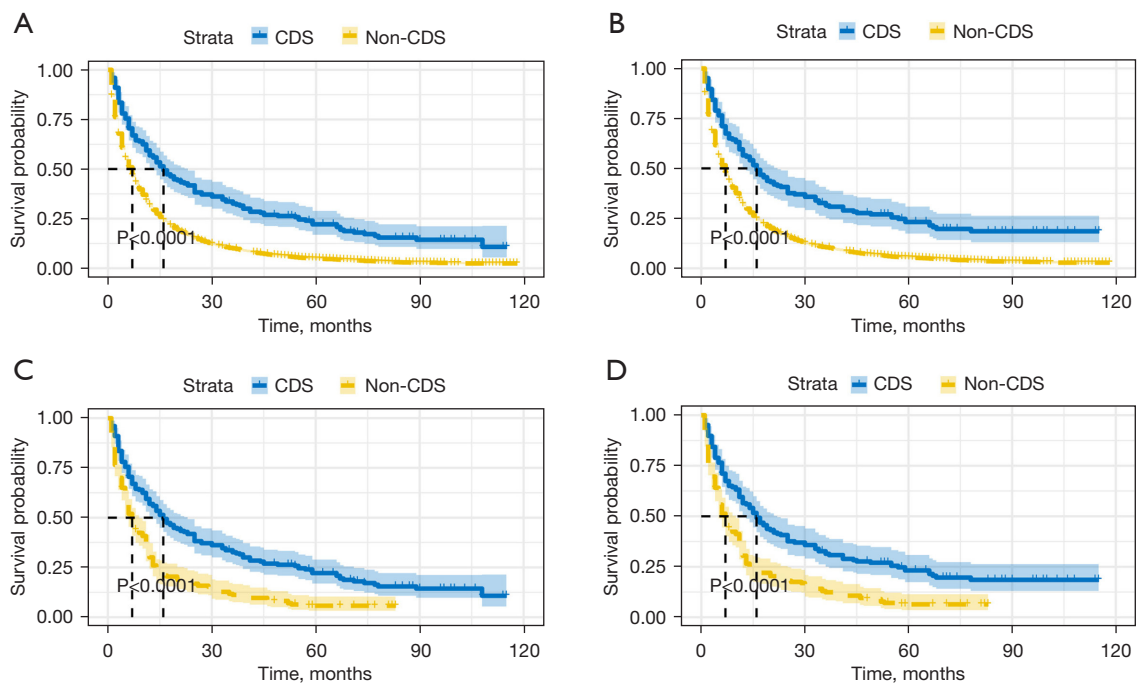 A
Strata CDS Non-CDS
1.00
0.75
0.50
0.25
0.00
Survival probability
P<0.0001
0 30 60 90 120
Time, months
B
Strata CDS Non-CDS
1.00
0.75
0.50
0.25
0.00
Survival probability
P<0.0001
0 30 60 90 120
Time, months
C
Strata CDS Non-CDS
1.00
0.75
0.50
0.25
0.00
Survival probability
P<0.0001
0 30 60 90 120
Time, months
D
Strata CDS Non-CDS
1.00
0.75
0.50
0.25
0.00
Survival probability
P<0.0001
0 30 60 90 120
Time, months